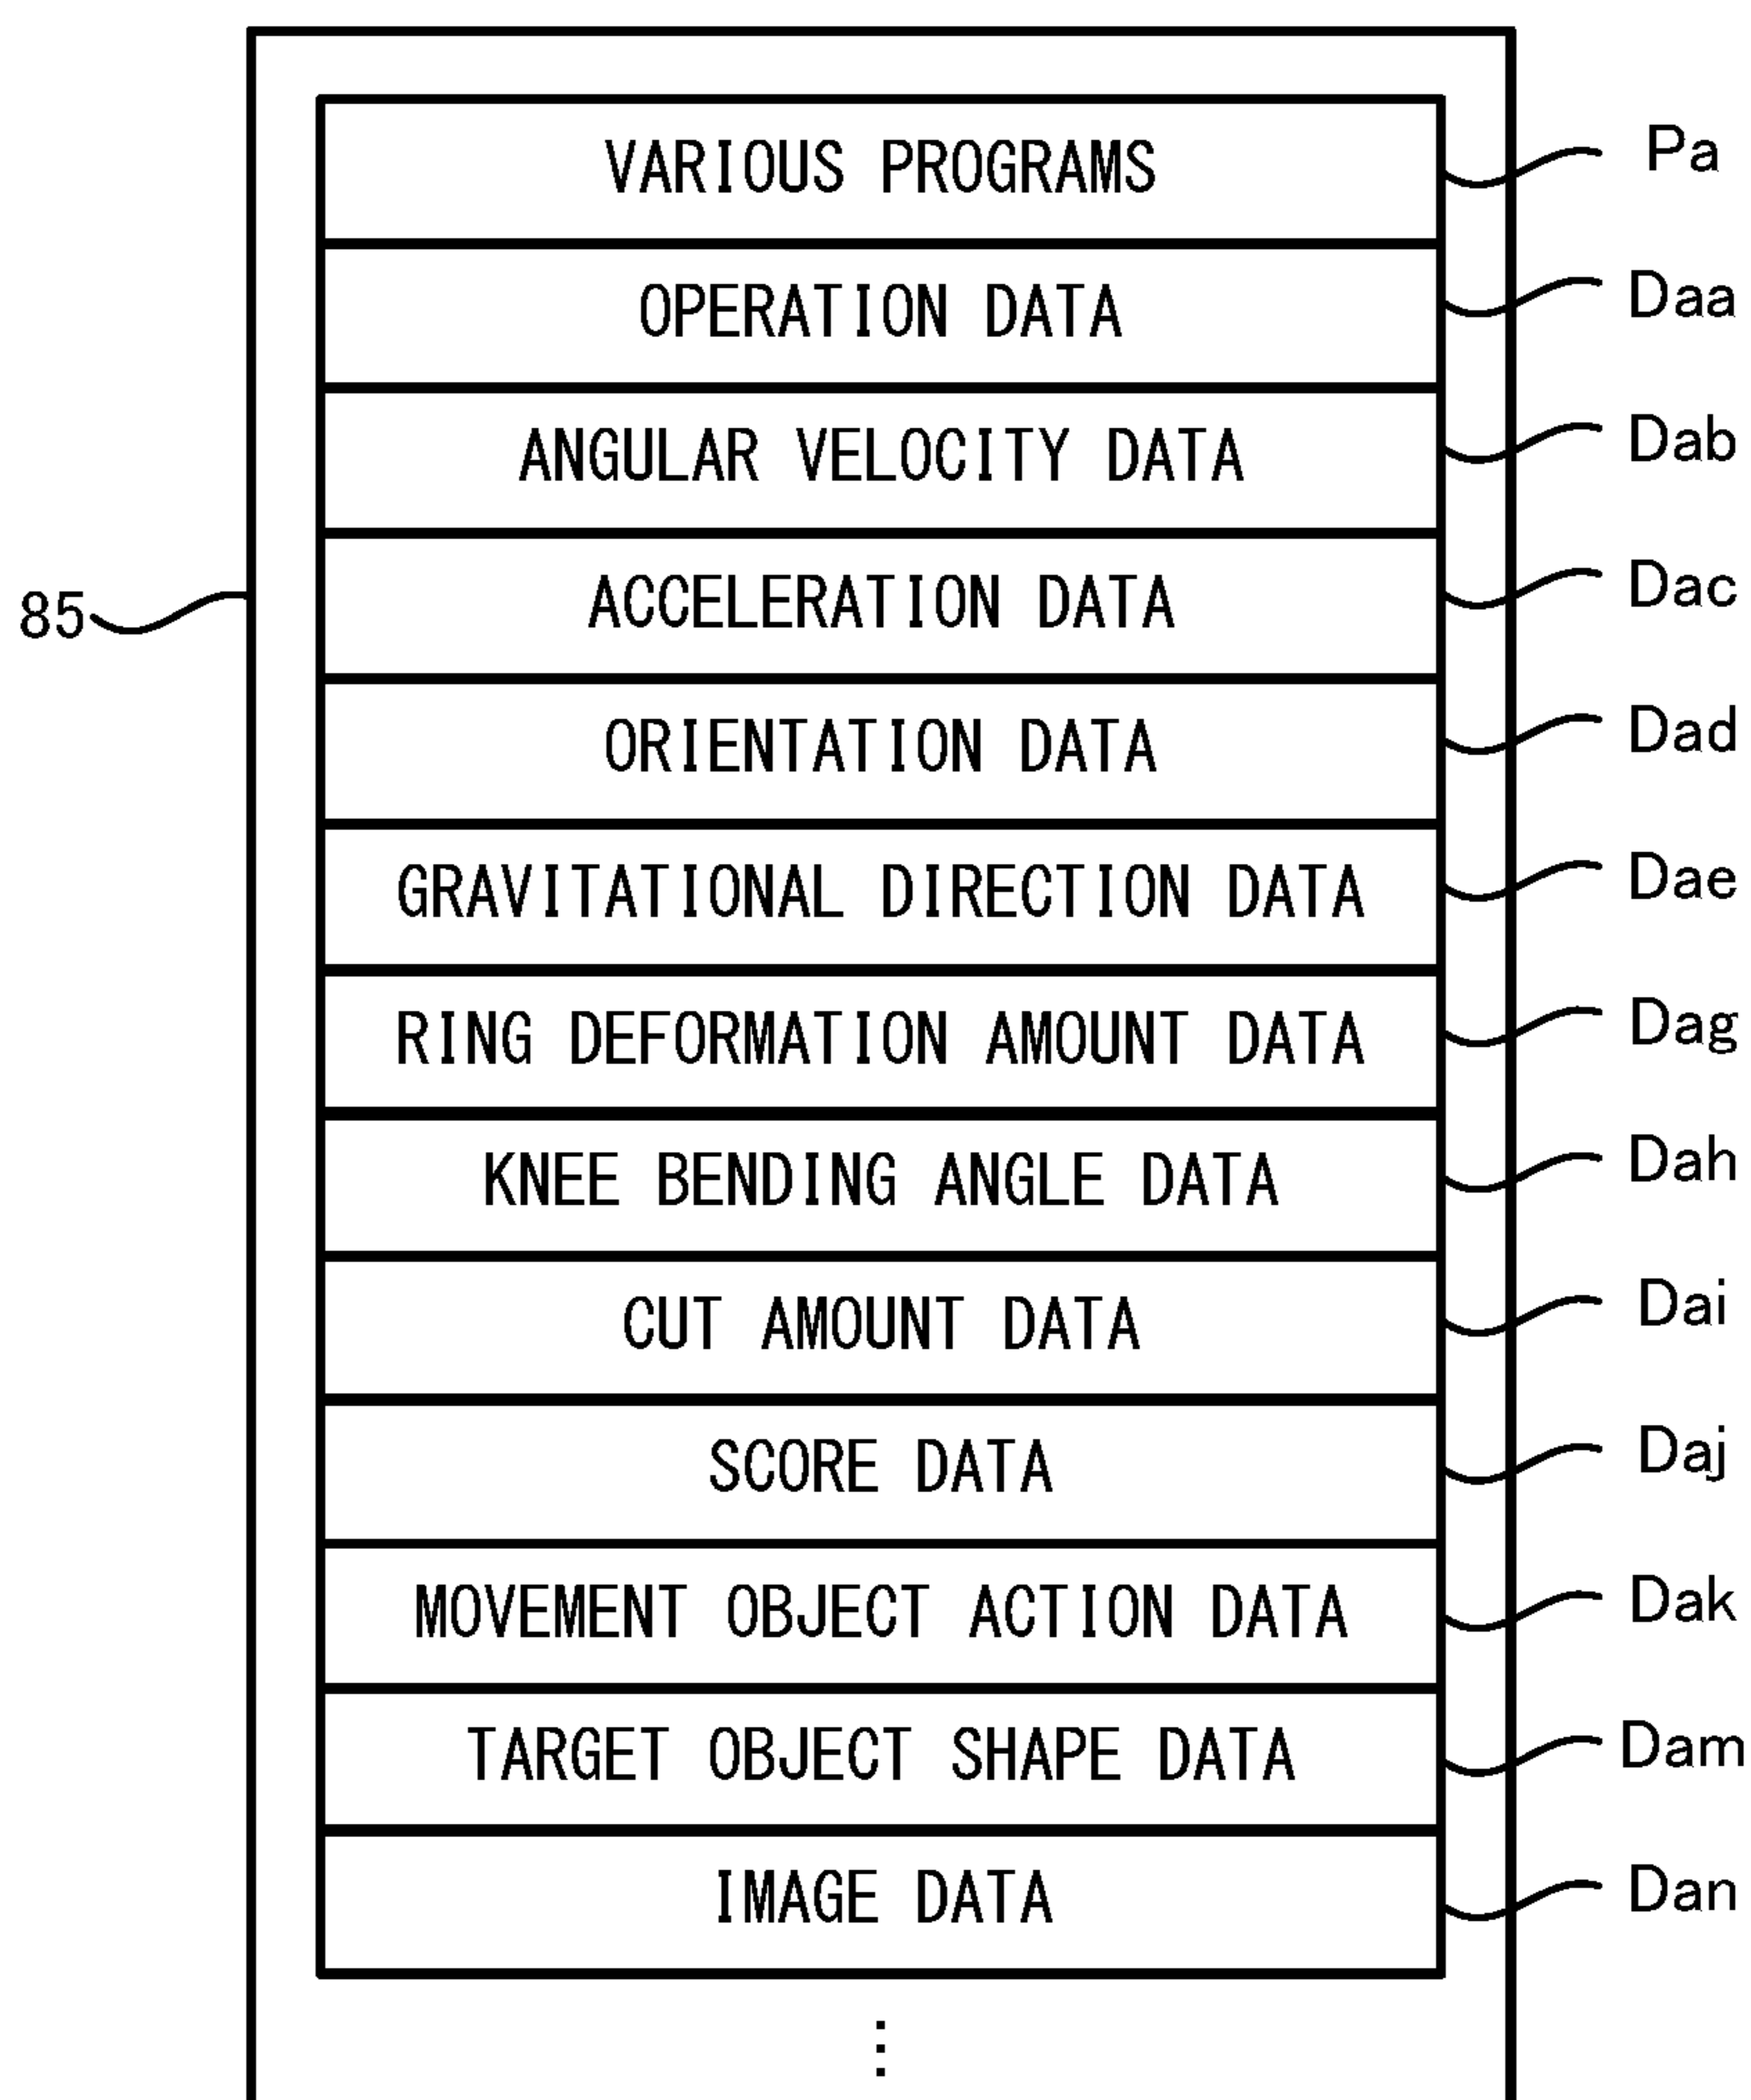 VARIOUS PROGRAMS Pa
OPERATION DATA Daa
ANGULAR VELOCITY DATA Dab
ACCELERATION DATA Dac
85
ORIENTATION DATA Dad
GRAVITATIONAL DIRECTION DATA Dae
RING DEFORMATION AMOUNT DATA Dag
KNEE BENDING ANGLE DATA Dah
CUT AMOUNT DATA Dai
SCORE DATA Daj
MOVEMENT OBJECT ACTION DATA Dak
TARGET OBJECT SHAPE DATA Dam
IMAGE DATA Dan
⋮